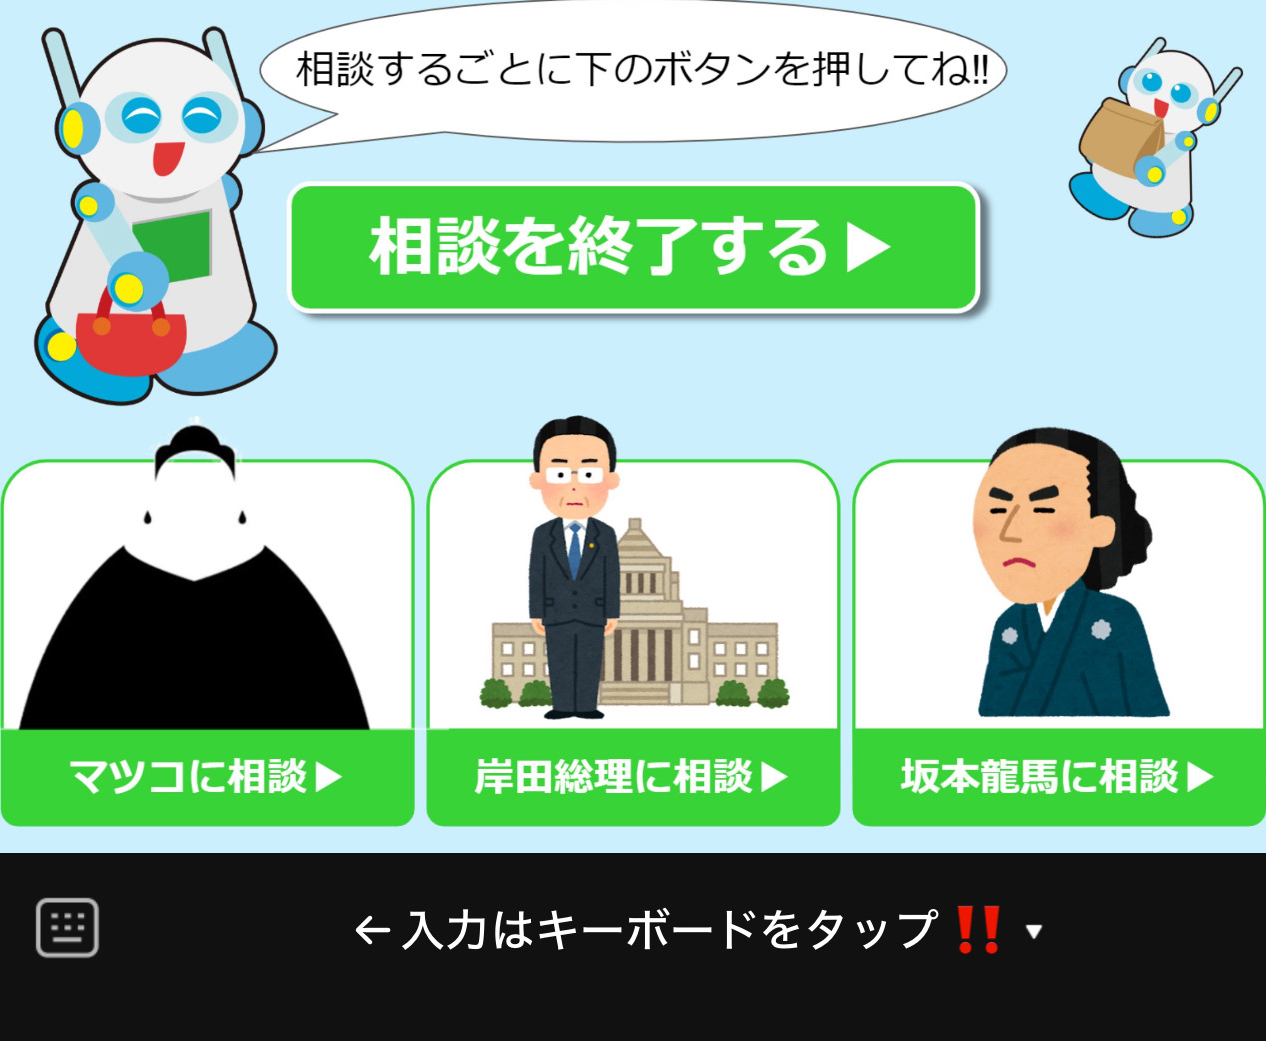 相談するごとに下のボタンを押してね!!
相談を終了する▶
マツコに相談▶
岸田総理に相談▶
坂本龍馬に相談▶
←入力はキーボードをタップ‼️▼